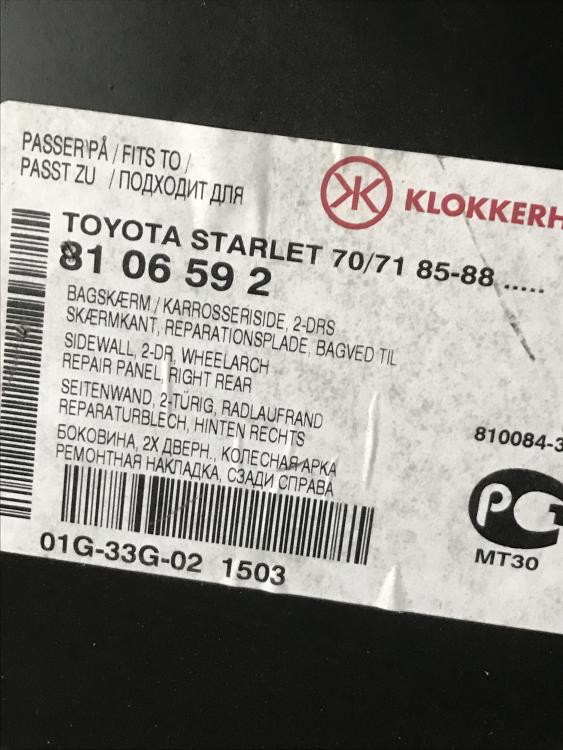 PASSER PÅ / FITS TO /
PASST ZU / ПОДХОДИТ ДЛЯ
KLOKKERH
TOYOTA STARLET 70/71 85-88 .....
81 06 59 2
BAGSKÆRM / KARROSSERISIDE, 2-DRS
SKÆRMKANT, REPARATIONSPLADE, BAGVED TIL
SIDEWALL, 2-DR, WHEELARCH
REPAIR PANEL, RIGHT REAR
SEITENWAND, 2-TÜRIG, RADLAUFRAND
REPARATURBLECH, HINTEN RECHTS
БОКОВИНА, 2X ДВЕРН., КОЛЕСНАЯ АРКА
РЕМОНТНАЯ НАКЛАДКА, СЗАДИ СПРАВА
810084-3
РС
MT30
01G-33G-02 1503